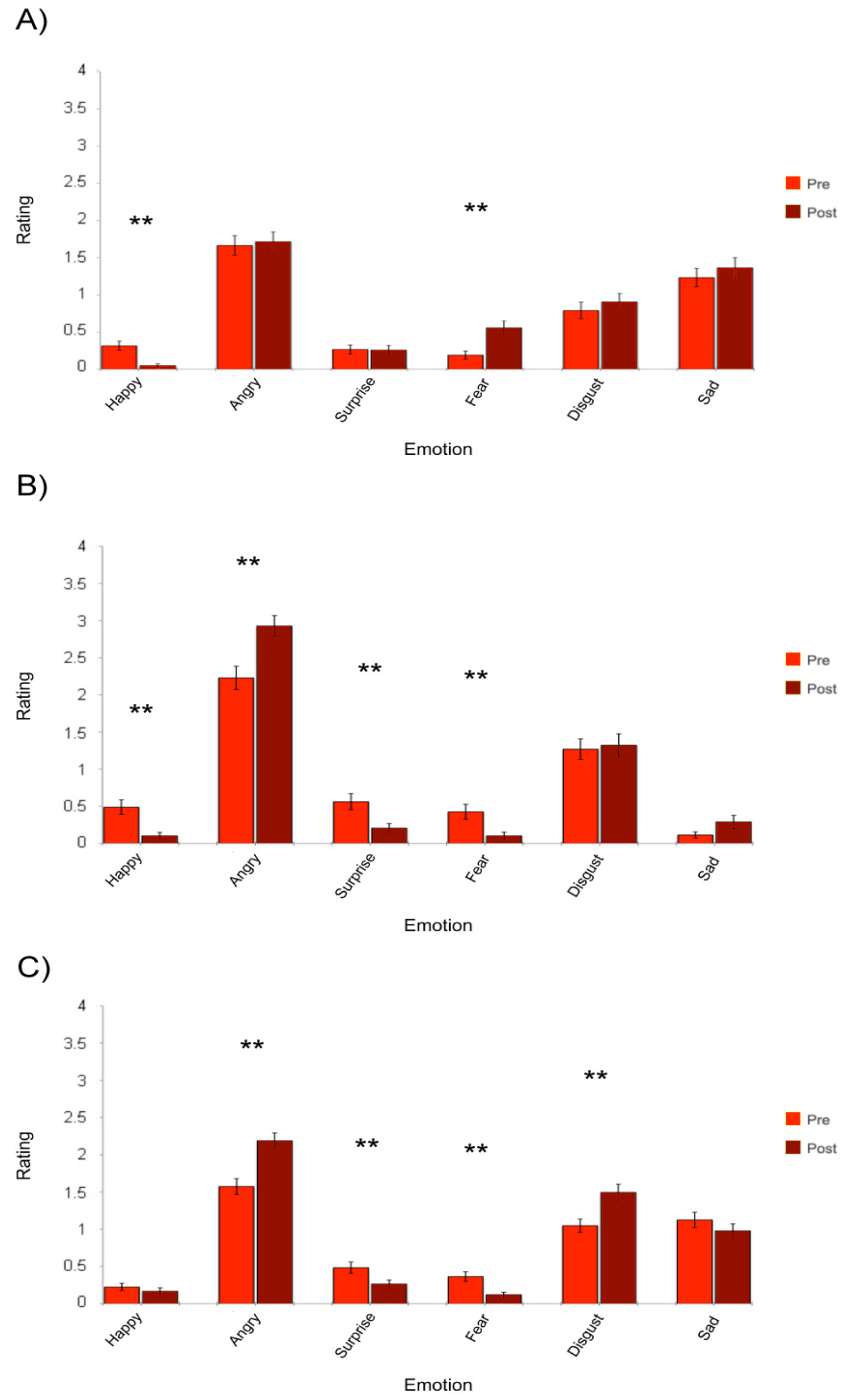 A)
4
3.5
3
2.5
2
1.5
1
0.5
0
Rating
**
**
Pre
Post
Happy
Angry
Surprise
Fear
Disgust
Sad
Emotion
B)
4
3.5
3
2.5
2
1.5
1
0.5
0
Rating
**
**
**
**
Pre
Post
Happy
Angry
Surprise
Fear
Disgust
Sad
Emotion
C)
4
3.5
3
2.5
2
1.5
1
0.5
0
Rating
**
**
**
**
Pre
Post
Happy
Angry
Surprise
Fear
Disgust
Sad
Emotion